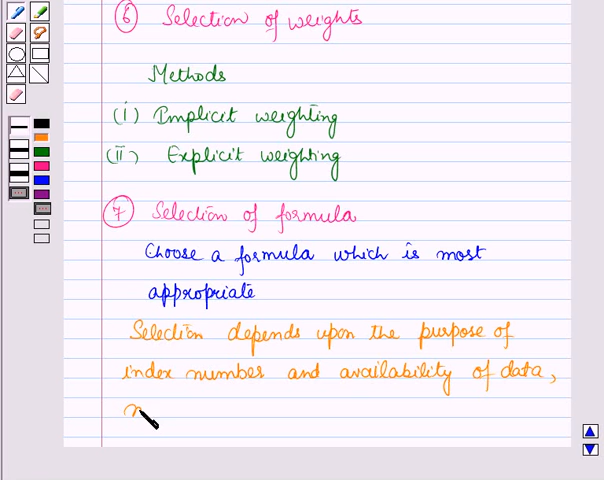 6 Selection of weights
Methods
(i) Implicit weighting
(ii) Explicit weighting
7 Selection of formula
Choose a formula which is most
appropriate
Selection depends upon the purpose of
index number and availability of data,